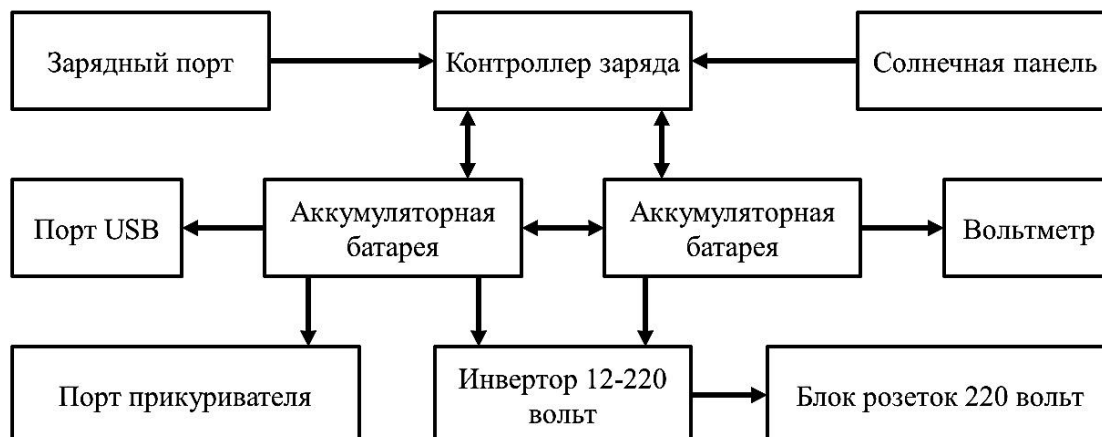 Зарядный порт
Контроллер заряда
Солнечная панель
Порт USB
Аккумуляторная
батарея
Аккумуляторная
батарея
Вольтметр
Порт прикуривателя
Инвертор 12-220
вольт
Блок розеток 220 вольт